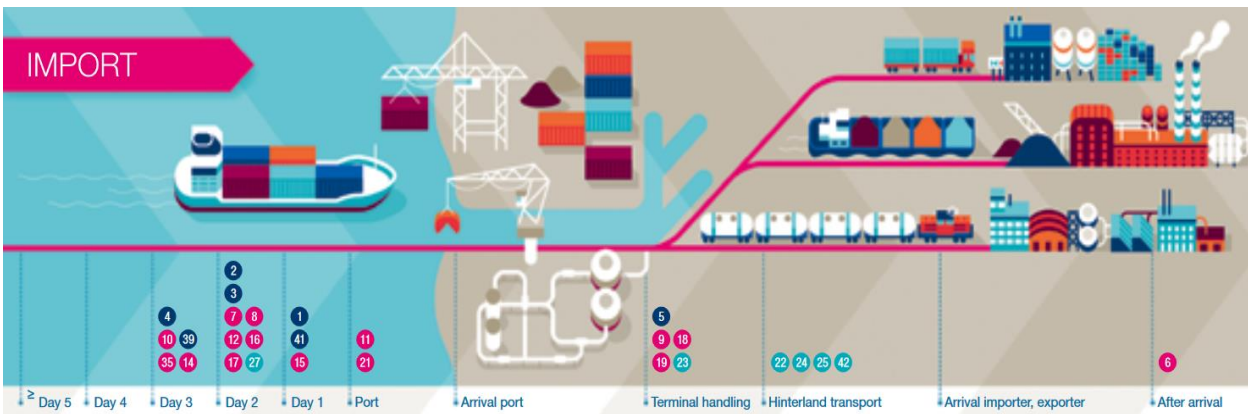 IMPORT
2
3
4 7 8 1 5
10 39 12 16 41 11 9 18
35 14 17 27 15 21 19 23 22 24 25 42 6
≥ Day 5 Day 4 Day 3 Day 2 Day 1 Port Arrival port Terminal handling Hinterland transport Arrival importer, exporter After arrival